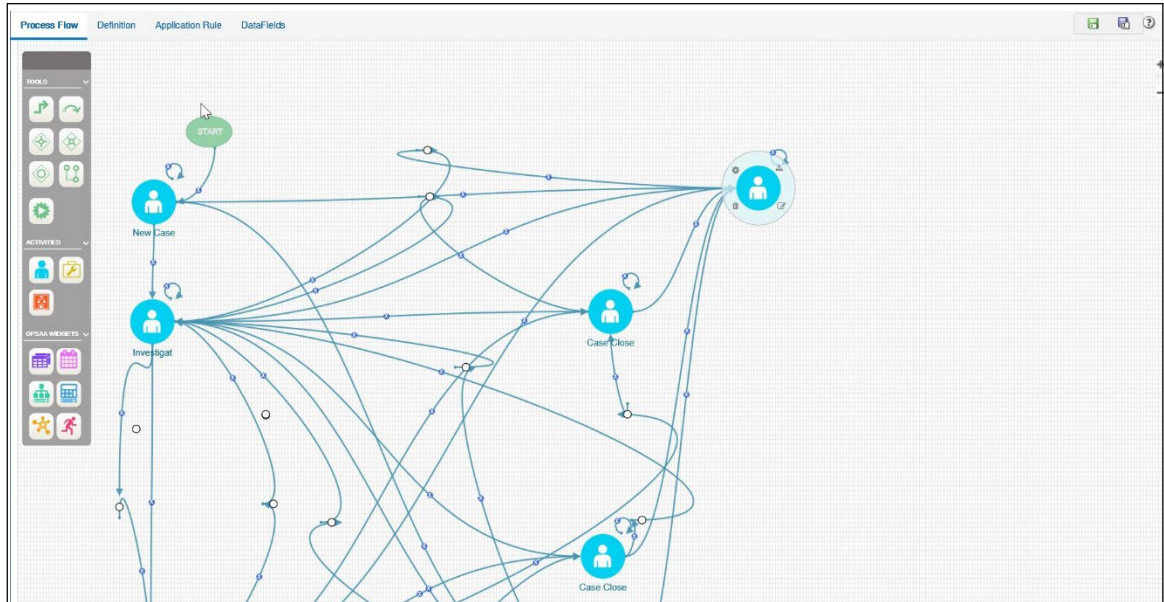 Process Flow Definition Application Rule DataFields
TOOLS
START
New Case
ACTIVITIES
OFSAA WIDGETS
Investigat
Case Close
Case Close